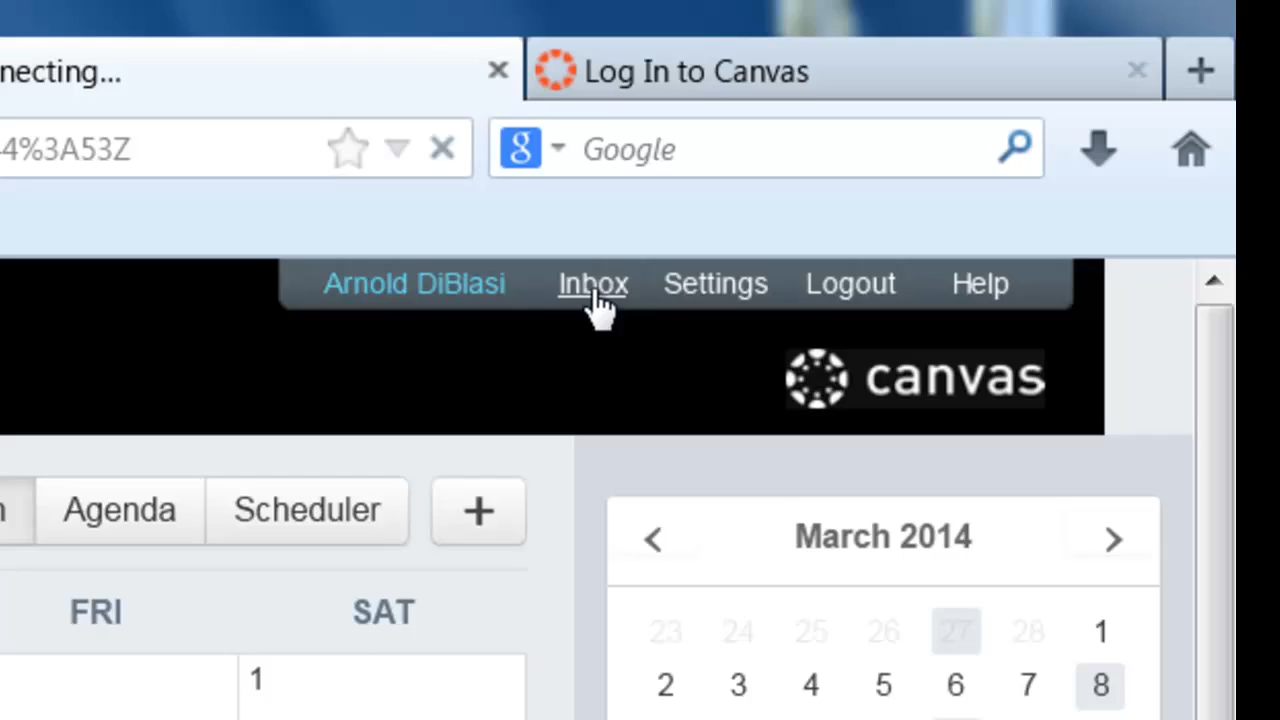 necting...
Log In to Canvas
4%3A53Z
Google
Arnold DiBlasi Inbox Settings Logout Help
canvas
Agenda Scheduler +
March 2014
FRI SAT
23 24 25 26 27 28 1
1
2 3 4 5 6 7 8